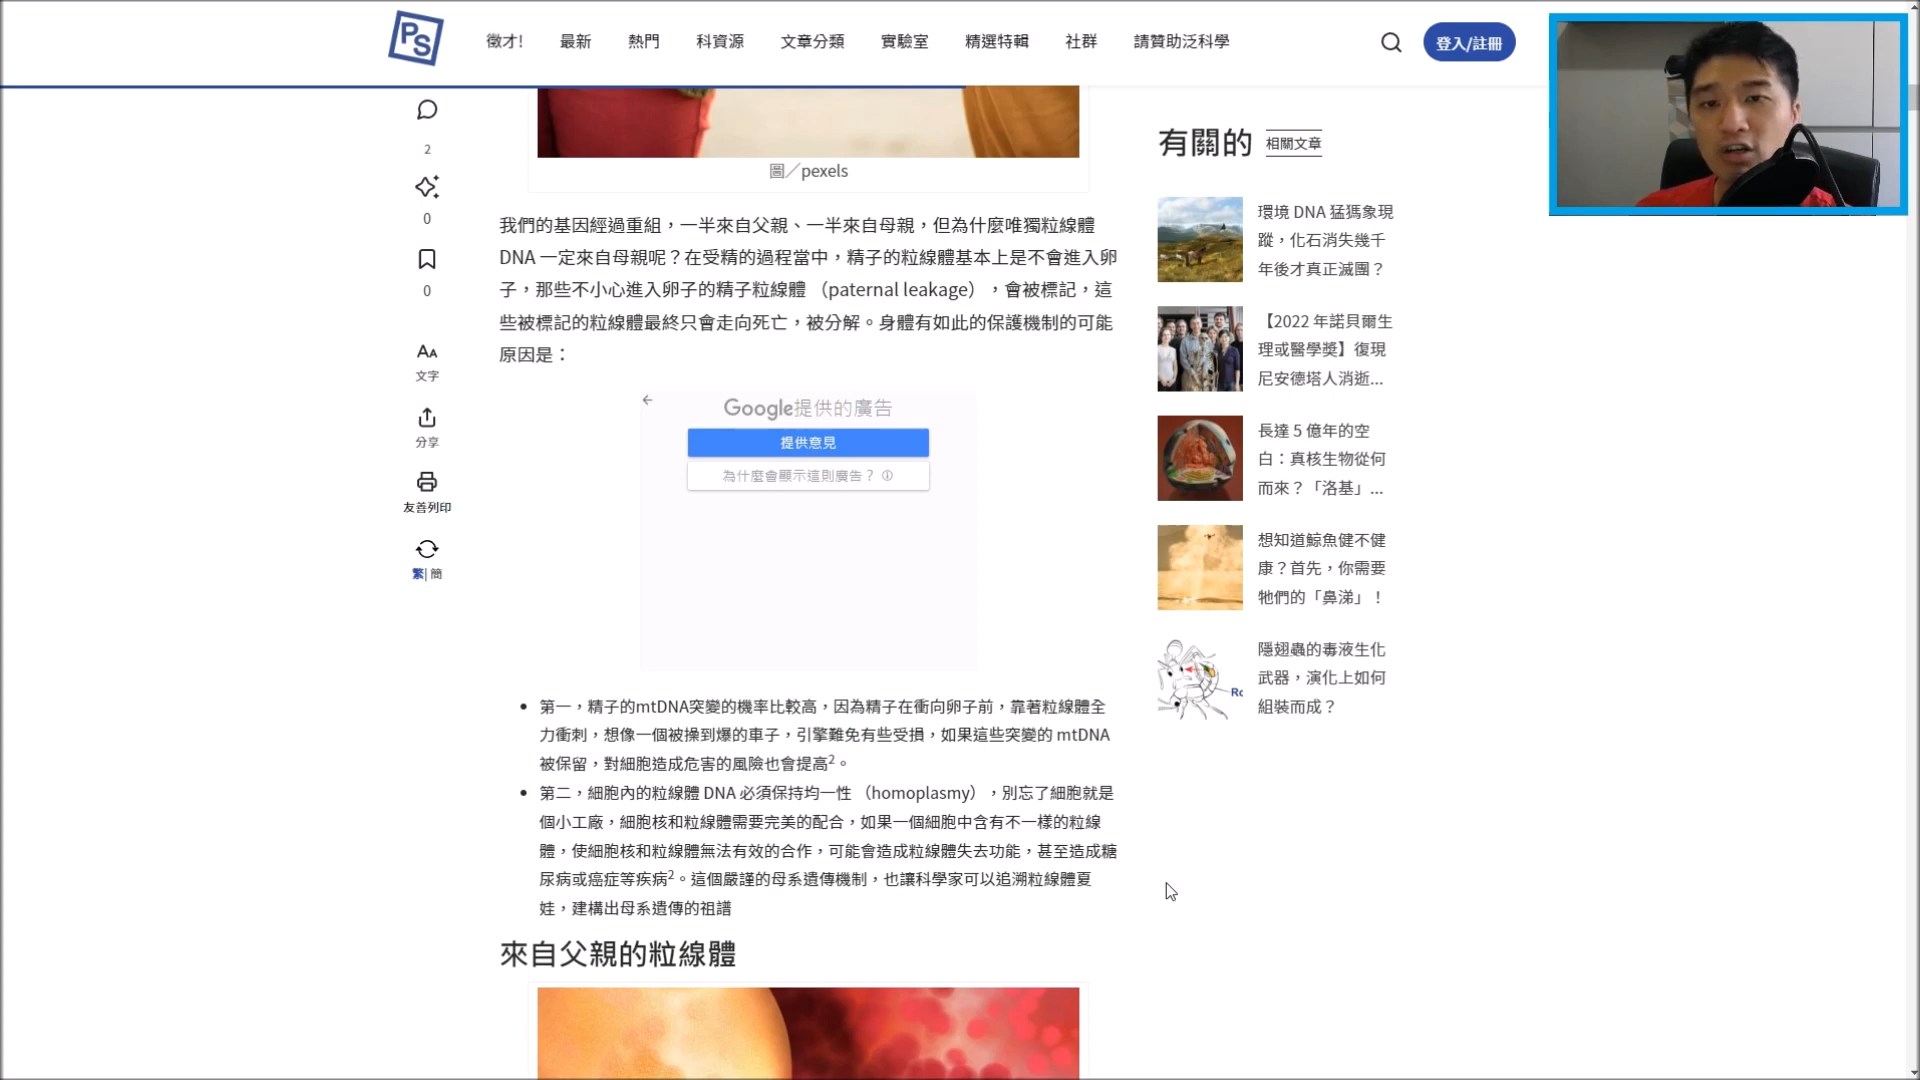 PS
徵才!
最新
熱門
科資源
文章分類
實驗室
精選特輯
社群
請贊助泛科學
登入/註冊
2
0
0
AA
文字
分享
友善列印
繁|簡
圖／pexels
我們的基因經過重組，一半來自父親、一半來自母親，但為什麼唯獨粒線體
DNA 一定來自母親呢？在受精的過程當中，精子的粒線體基本上是不會進入卵
子，那些不小心進入卵子的精子粒線體 （paternal leakage），會被標記，這
些被標記的粒線體最終只會走向死亡，被分解。身體有如此的保護機制的可能
原因是：
Google提供的廣告
提供意見
為什麼會顯示這則廣告？
第一，精子的mtDNA突變的機率比較高，因為精子在衝向卵子前，靠著粒線體全
力衝刺，想像一個被操到爆的車子，引擎難免有些受損，如果這些突變的 mtDNA
被保留，對細胞造成危害的風險也會提高2。
第二，細胞內的粒線體 DNA 必須保持均一性 （homoplasmy），別忘了細胞就是
個小工廠，細胞核和粒線體需要完美的配合，如果一個細胞中含有不一樣的粒線
體，使細胞核和粒線體無法有效的合作，可能會造成粒線體失去功能，甚至造成糖
尿病或癌症等疾病2。這個嚴謹的母系遺傳機制，也讓科學家可以追溯粒線體夏
娃，建構出母系遺傳的祖譜
來自父親的粒線體
有關的 相關文章
環境 DNA 猛獁象現
蹤，化石消失幾千
年後才真正滅團？
【2022 年諾貝爾生
理或醫學獎】復現
尼安德塔人消逝...
長達 5 億年的空
白：真核生物從何
而來？「洛基」...
想知道鯨魚健不健
康？首先，你需要
牠們的「鼻涕」！
隱翅蟲的毒液生化
武器，演化上如何
組裝而成？
Ro